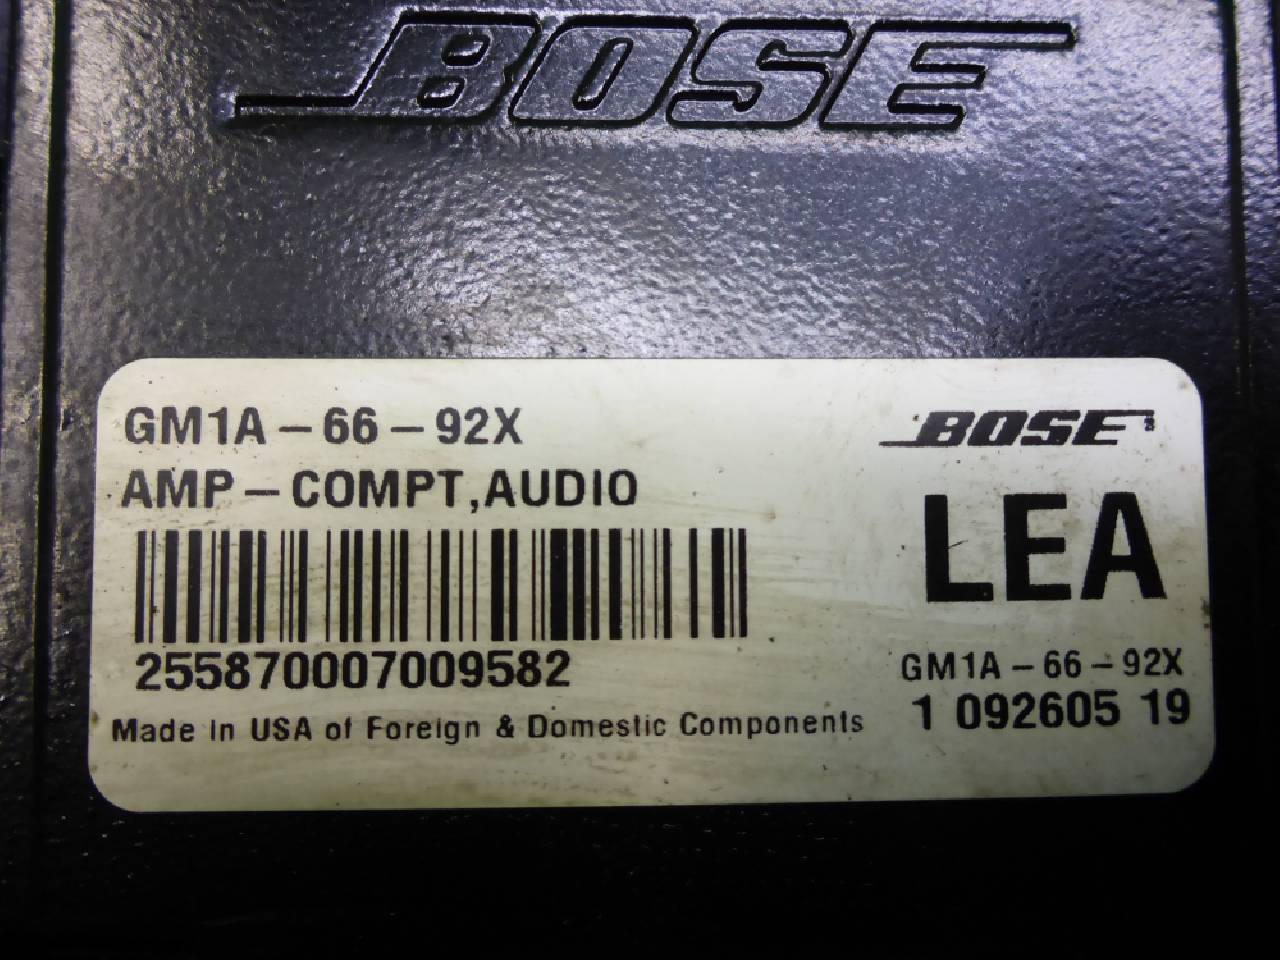 BOSE
GM1A-66-92X
AMP-COMPT,AUDIO
255870007009582
Made In USA of Foreign & Domestic Components
BOSE
LEA
GM1A-66-92X
1 092605 19